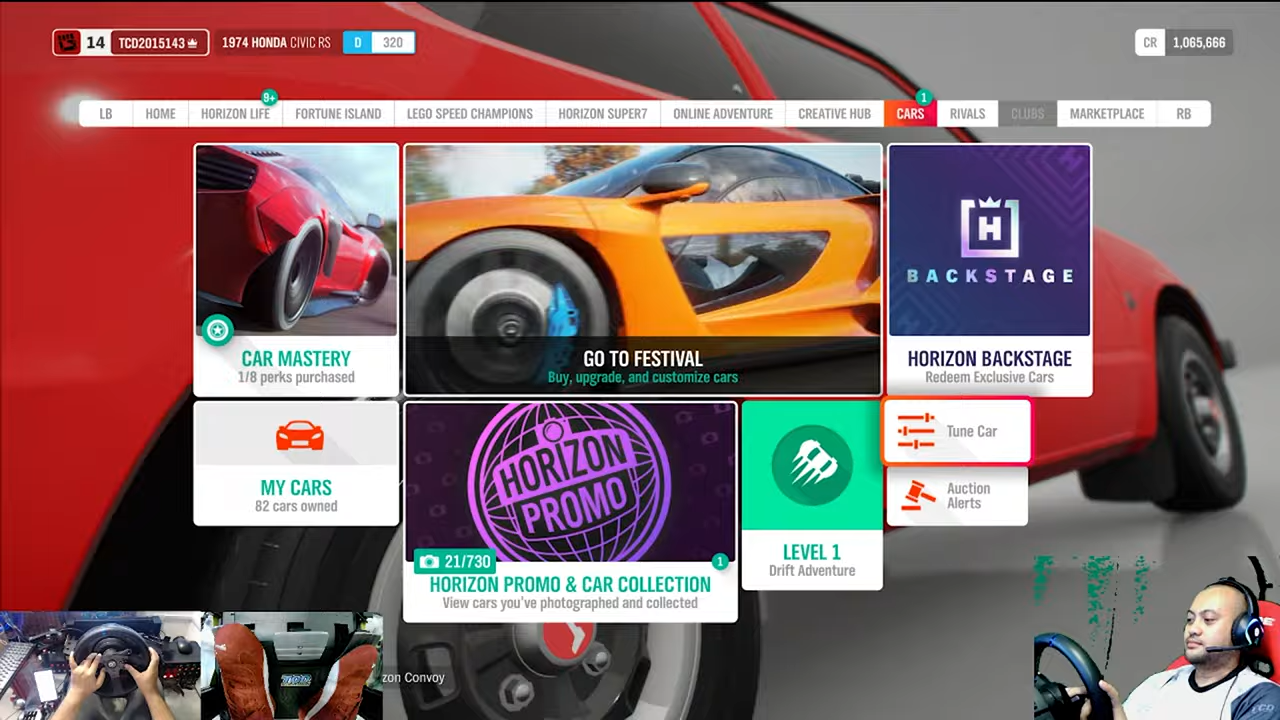 14 TCD2015143 1974 HONDA CIVIC RS D 320 CR 1,065,666
9+ 1
LB HOME HORIZON LIFE FORTUNE ISLAND LEGO SPEED CHAMPIONS HORIZON SUPER7 ONLINE ADVENTURE CREATIVE HUB CARS RIVALS CLUBS MARKETPLACE RB
H
BACKSTAGE
CAR MASTERY
1/8 perks purchased
GO TO FESTIVAL
Buy, upgrade, and customize cars
HORIZON BACKSTAGE
Redeem Exclusive Cars
MY CARS
82 cars owned
HORIZON
PROMO
21/730 1
HORIZON PROMO & CAR COLLECTION
View cars you've photographed and collected
LEVEL 1
Drift Adventure
Tune Car
Auction
Alerts
zon Convoy